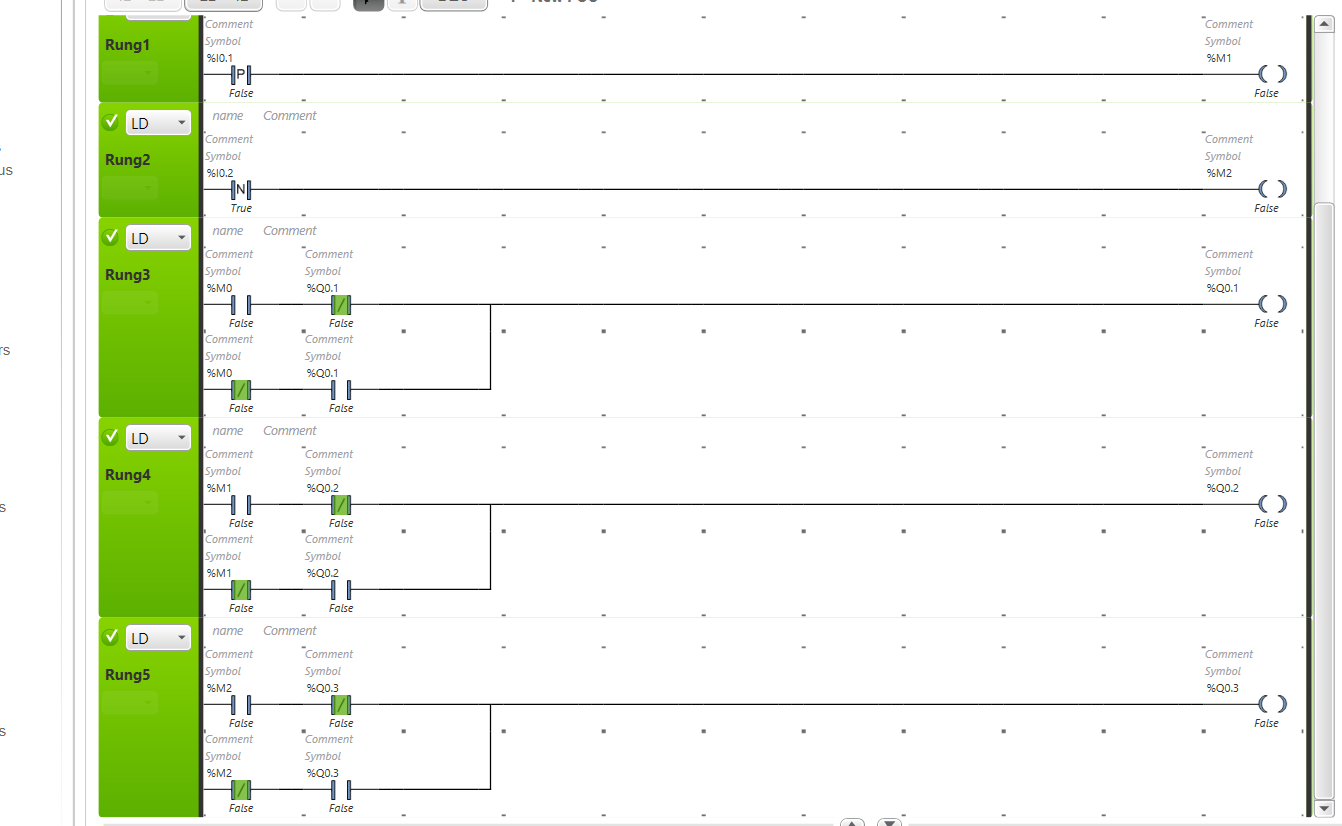 Comment
Comment
Symbol
Symbol
Rung1
%I0.1
%M1
P
False
False
LD
name Comment
Comment
Comment
Symbol
Symbol
Rung2
%I0.2
%M2
N
True
False
LD
name Comment
Comment Comment
Comment
Symbol Symbol
Symbol
Rung3
%M0 %Q0.1
%Q0.1
False False
False
Comment Comment
Symbol Symbol
%M0 %Q0.1
False False
LD
name Comment
Comment Comment
Comment
Symbol Symbol
Symbol
Rung4
%M1 %Q0.2
%Q0.2
False False
False
Comment Comment
Symbol Symbol
%M1 %Q0.2
False False
LD
name Comment
Comment Comment
Comment
Symbol Symbol
Symbol
Rung5
%M2 %Q0.3
%Q0.3
False False
False
Comment Comment
Symbol Symbol
%M2 %Q0.3
False False
us
rs
s
s